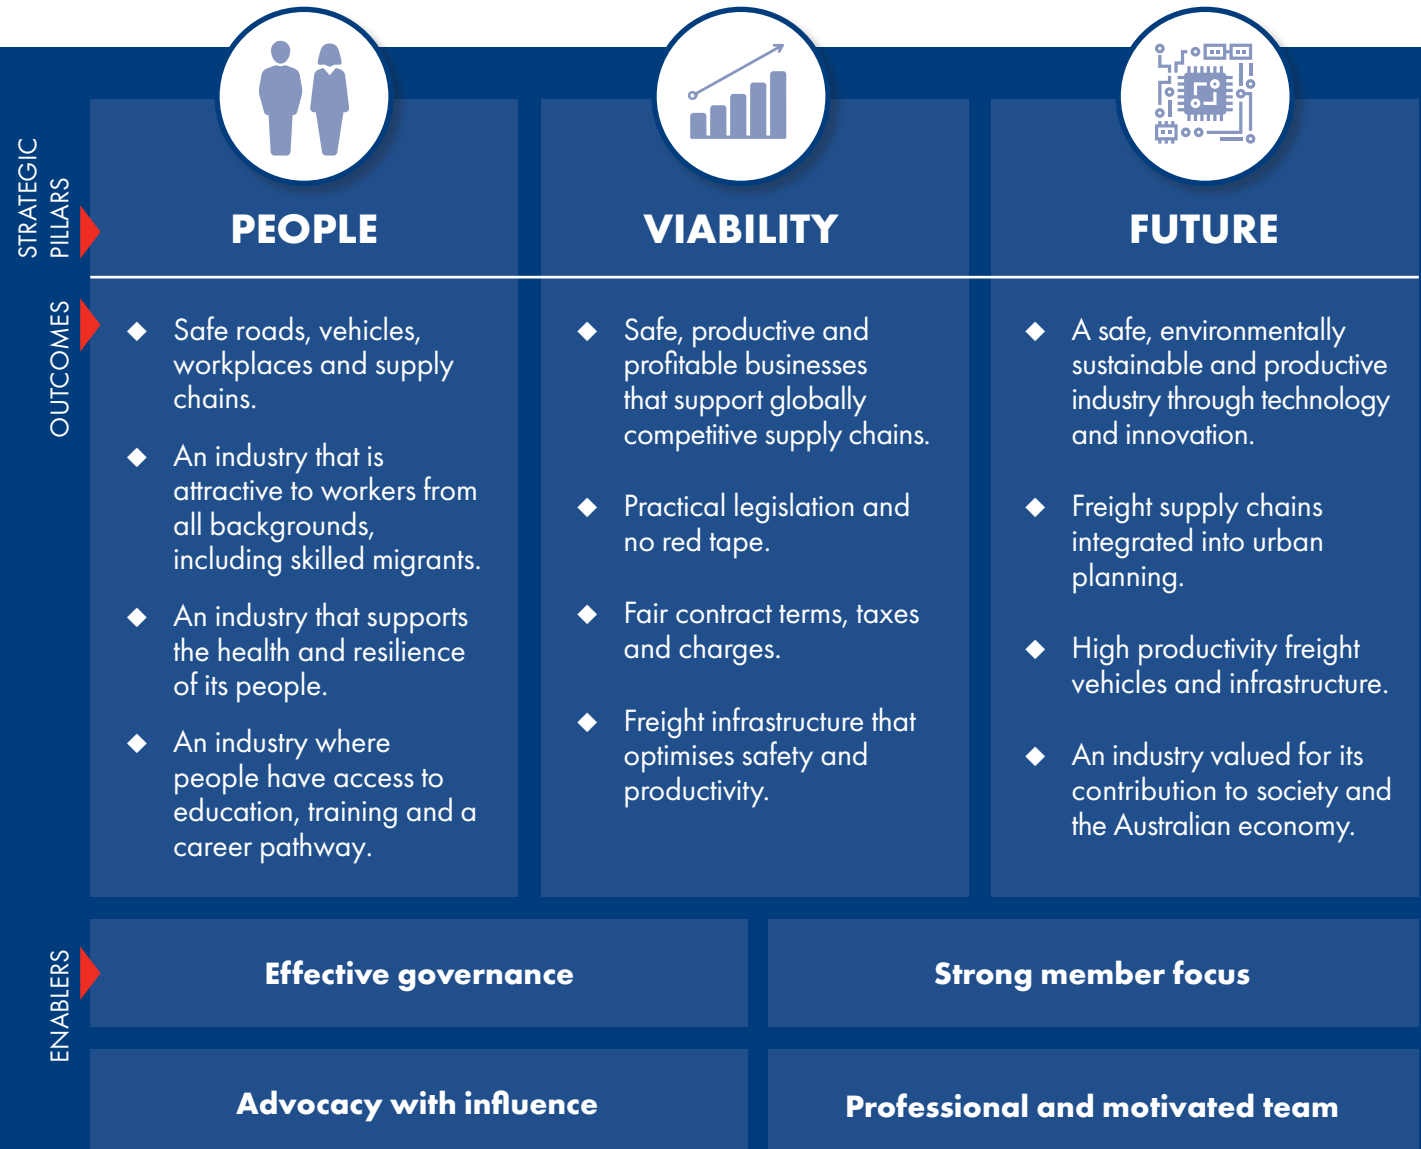 STRATEGIC
PILLARS
PEOPLE
VIABILITY
FUTURE
OUTCOMES
Safe roads, vehicles,
workplaces and supply
chains.
An industry that is
attractive to workers from
all backgrounds,
including skilled migrants.
An industry that supports
the health and resilience
of its people.
An industry where
people have access to
education, training and a
career pathway.
Safe, productive and
profitable businesses
that support globally
competitive supply chains.
Practical legislation and
no red tape.
Fair contract terms, taxes
and charges.
Freight infrastructure that
optimises safety and
productivity.
A safe, environmentally
sustainable and productive
industry through technology
and innovation.
Freight supply chains
integrated into urban
planning.
High productivity freight
vehicles and infrastructure.
An industry valued for its
contribution to society and
the Australian economy.
ENABLERS
Effective governance
Strong member focus
Advocacy with influence
Professional and motivated team